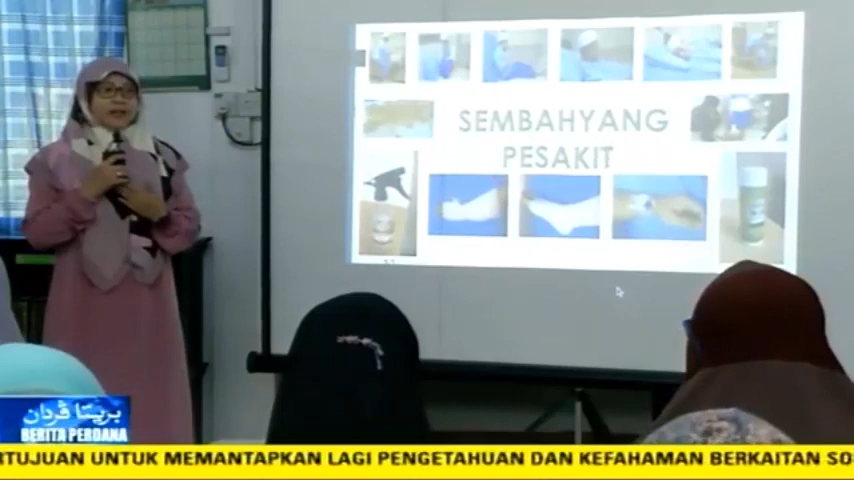 SEMBAHYANG
PESAKIT
بريتا ڤردان
BERITA PERDANA
RTUJUAN UNTUK MEMANTAPKAN LAGI PENGETAHUAN DAN KEFAHAMAN BERKAITAN SO